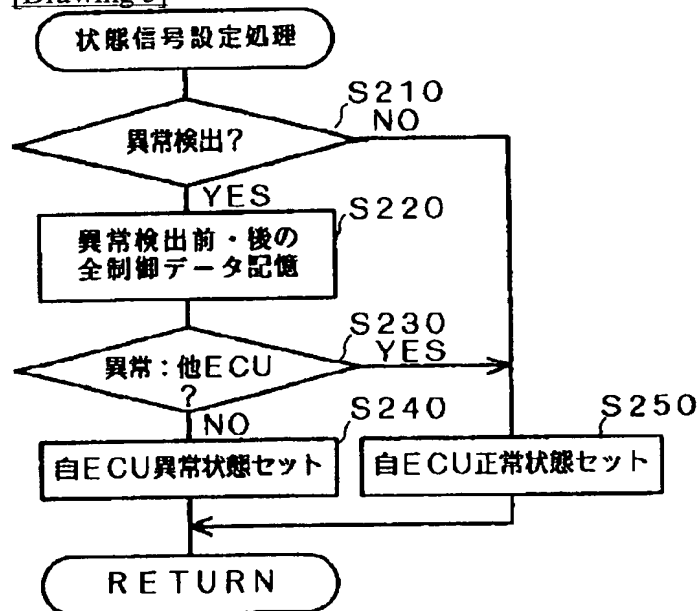 状態信号設定処理
S210
異常検出?
NO
YES
S220
異常検出前・後の
全制御データ記憶
S230
YES
異常:他ECU
?
NO
S240
S250
自ECU異常状態セット
自ECU正常状態セット
RETURN